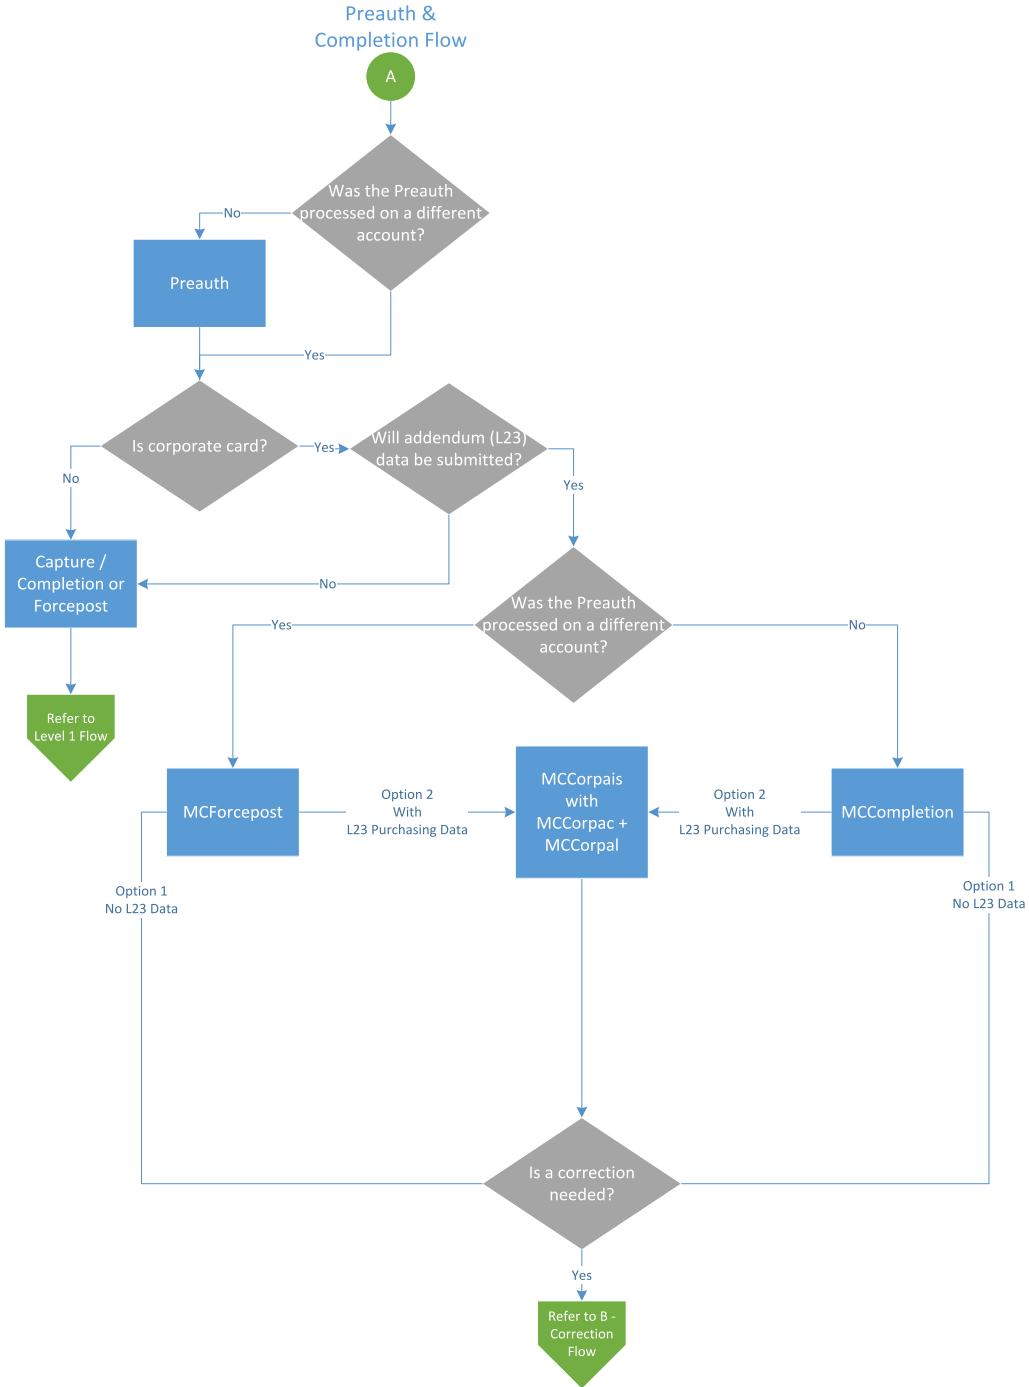 Preauth &
Completion Flow
A
Was the Preauth
processed on a different
account?
No
Preauth
Yes
Is corporate card?
Yes
Will addendum (L23)
data be submitted?
No
Yes
Capture /
Completion or
Forcepost
No
Was the Preauth
processed on a different
account?
Yes
No
Refer to
Level 1 Flow
MCForcepost
Option 2
With
L23 Purchasing Data
MCCorpais
with
MCCorpac +
MCCorpal
Option 2
With
L23 Purchasing Data
MCCompletion
Option 1
No L23 Data
Option 1
No L23 Data
Is a correction
needed?
Yes
Refer to B -
Correction
Flow